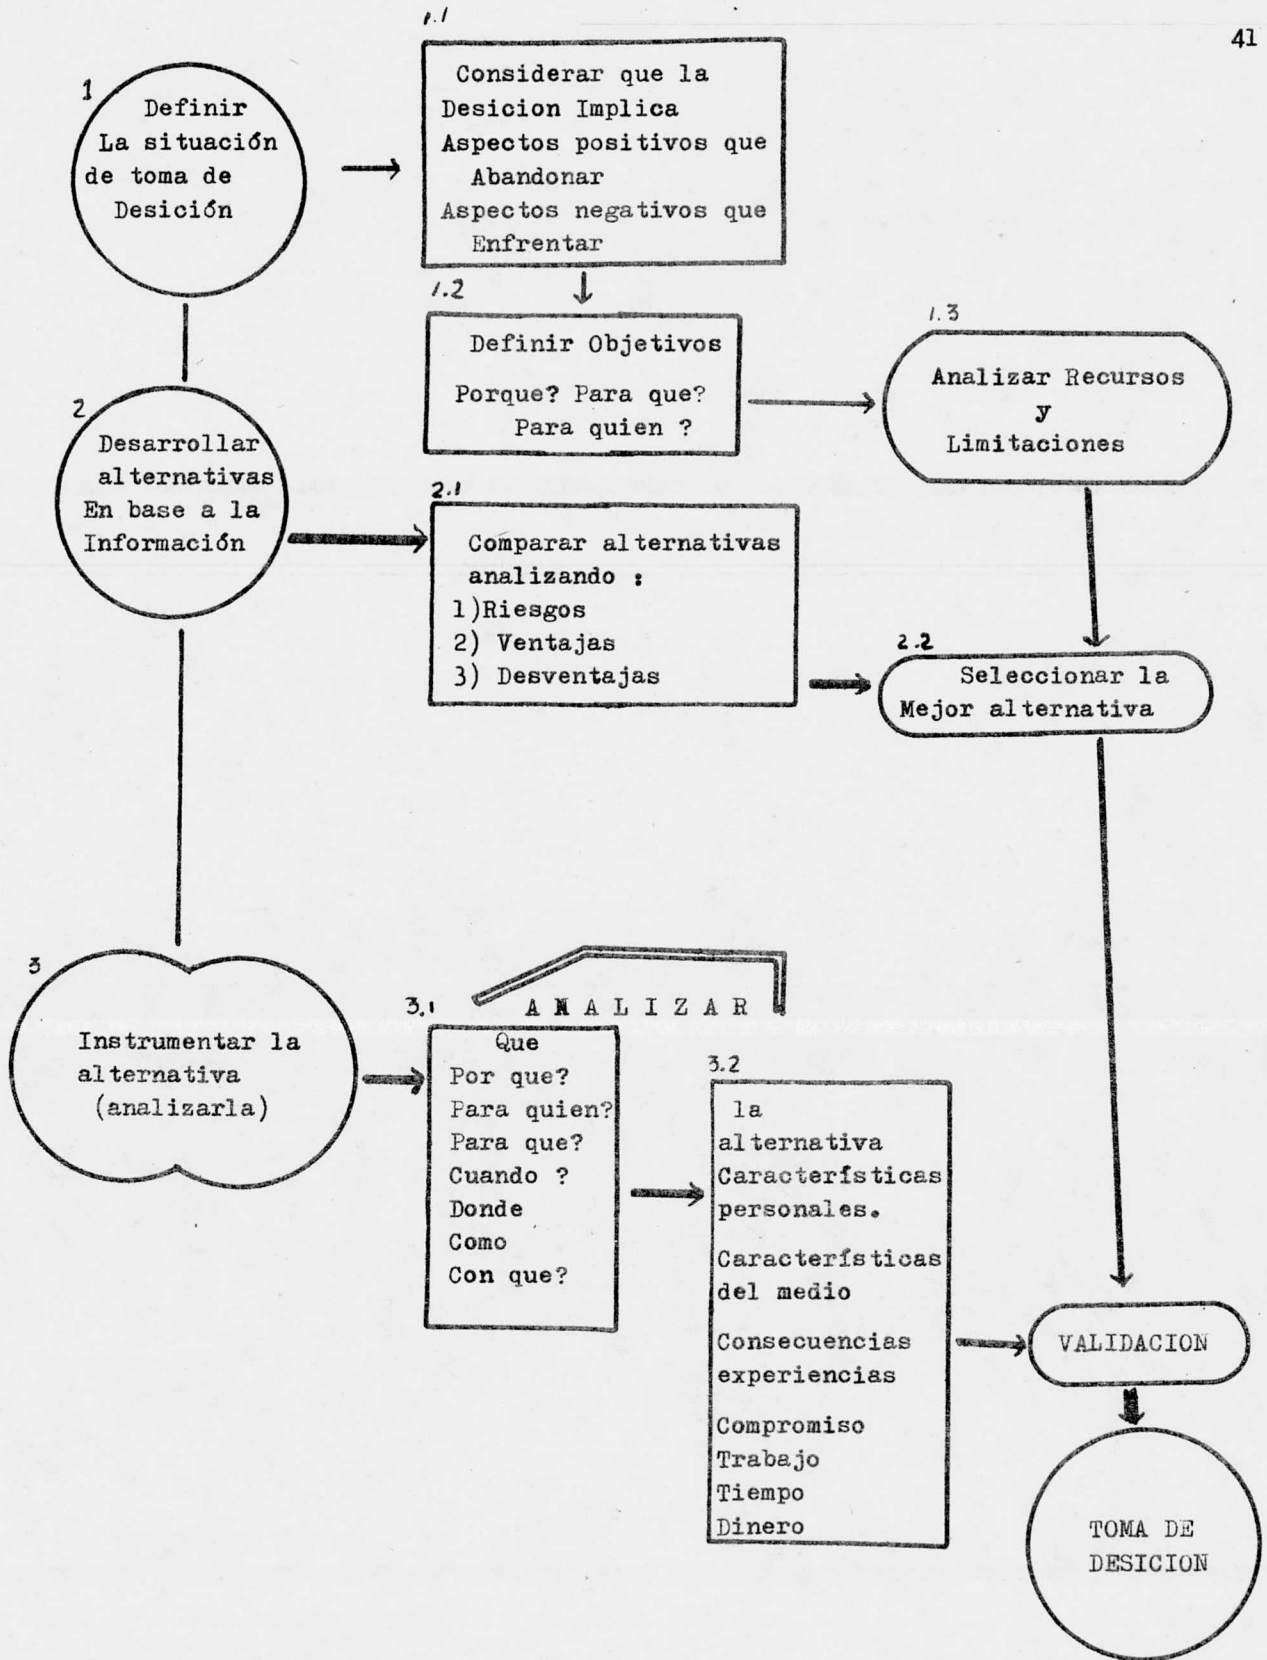 41
1
Definir
La situación
de toma de
Desición
1.1
Considerar que la
Desicion Implica
Aspectos positivos que
Abandonar
Aspectos negativos que
Enfrentar
1.2
Definir Objetivos
Porque? Para que?
Para quien ?
1.3
Analizar Recursos
y
Limitaciones
2
Desarrollar
alternativas
En base a la
Información
2.1
Comparar alternativas
analizando :
1)Riesgos
2) Ventajas
3) Desventajas
2.2
Seleccionar la
Mejor alternativa
3
Instrumentar la
alternativa
(analizarla)
3.1
A N A L I Z A R
Que
Por que?
Para quien?
Para que?
Cuando ?
Donde
Como
Con que?
3.2
la
alternativa
Características
personales.
Características
del medio
Consecuencias
experiencias
Compromiso
Trabajo
Tiempo
Dinero
VALIDACION
TOMA DE
DESICION